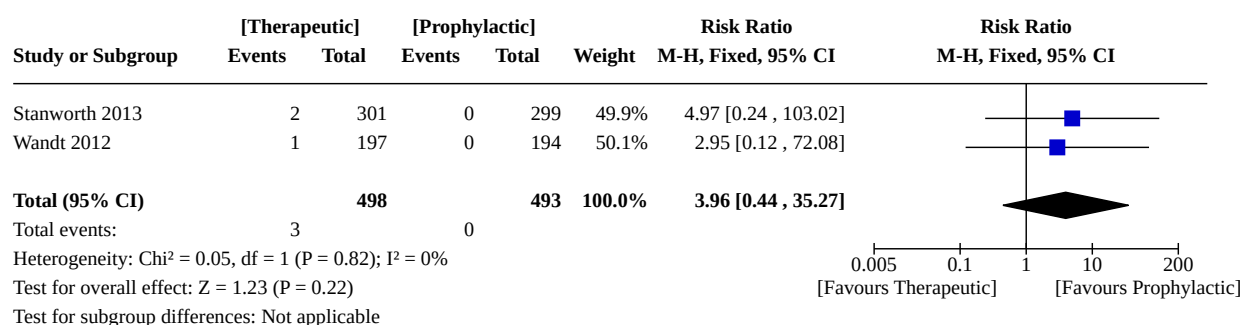 [Therapeutic] [Prophylactic] Risk Ratio Risk Ratio
Study or Subgroup Events Total Events Total Weight M-H, Fixed, 95% CI M-H, Fixed, 95% CI
Stanworth 2013 2 301 0 299 49.9% 4.97 [0.24 , 103.02]
Wandt 2012 1 197 0 194 50.1% 2.95 [0.12 , 72.08]
Total (95% CI) 498 493 100.0% 3.96 [0.44 , 35.27]
Total events: 3 0
Heterogeneity: Chi² = 0.05, df = 1 (P = 0.82); I² = 0%
0.005 0.1 1 10 200
Test for overall effect: Z = 1.23 (P = 0.22) [Favours Therapeutic] [Favours Prophylactic]
Test for subgroup differences: Not applicable